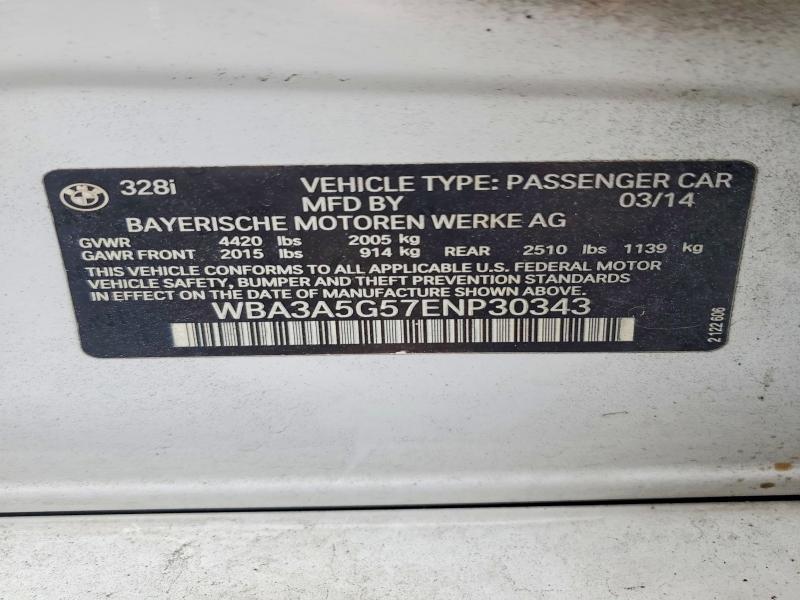 328i VEHICLE TYPE: PASSENGER CAR
MFD BY 03/14
BAYERISCHE MOTOREN WERKE AG
GVWR 4420 lbs 2005 kg
GAWR FRONT 2015 lbs 914 kg REAR 2510 lbs 1139 kg
THIS VEHICLE CONFORMS TO ALL APPLICABLE U.S. FEDERAL MOTOR
VEHICLE SAFETY, BUMPER AND THEFT PREVENTION STANDARDS
IN EFFECT ON THE DATE OF MANUFACTURE SHOWN ABOVE.
WBA3A5G57ENP30343
2 122 606